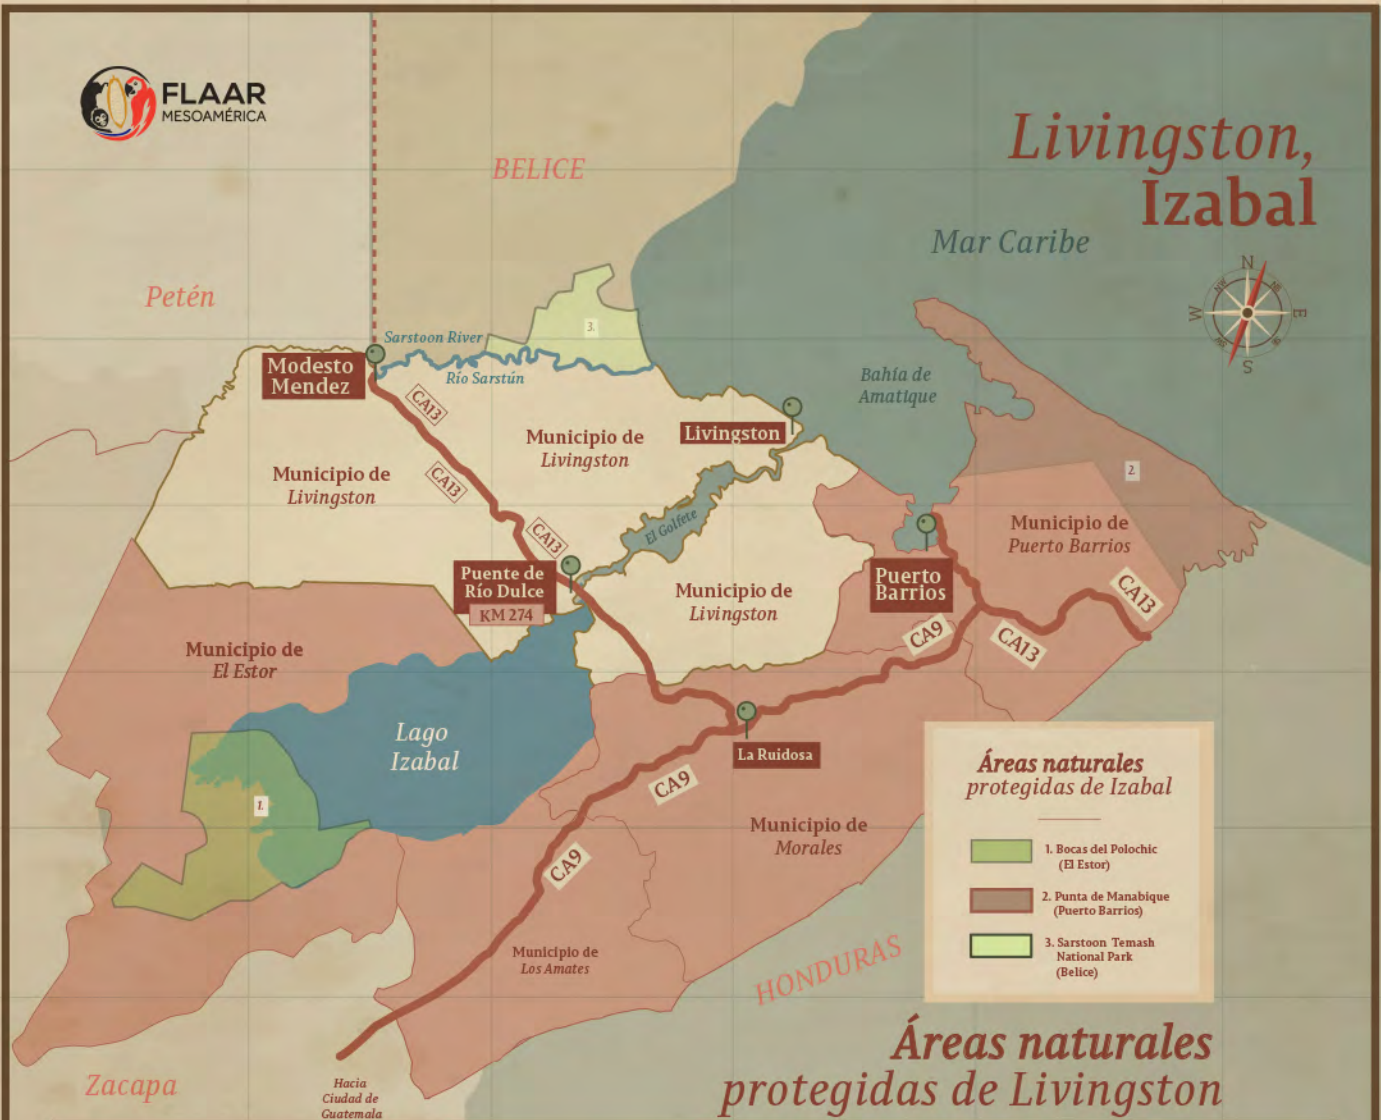 FLAAR
MESOAMÉRICA
Livingston,
Izabal
BELICE
Mar Caribe
Petén
N
NW
NE
W
E
SW
SE
S
Sarstoon River
3.
Río Sarstún
Modesto
Mendez
CA13
Bahía de
Amatique
Livingston
Municipio de
Livingston
Municipio de
Livingston
CA13
2.
El Golfete
CA13
Municipio de
Puerto Barrios
Puente de
Río Dulce
KM 274
Puerto
Barrios
Municipio de
Livingston
CA13
CA9
CA13
Municipio de
El Estor
Lago
Izabal
La Ruidosa
CA9
1.
Municipio de
Morales
CA9
Áreas naturales
protegidas de Izabal
1. Bocas del Polochic
(El Estor)
2. Punta de Manabique
(Puerto Barrios)
3. Sarstoon Temash
National Park
(Belice)
Municipio de
Los Amates
HONDURAS
Áreas naturales
protegidas de Livingston
Zacapa
Hacia
Ciudad de
Guatemala